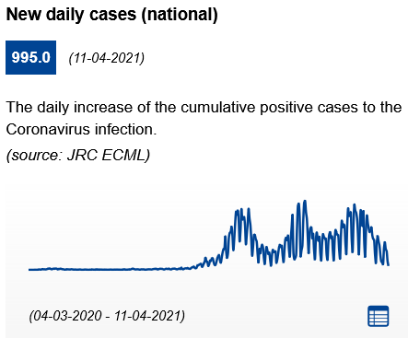 New daily cases (national)
995.0 (11-04-2021)
The daily increase of the cumulative positive cases to the
Coronavirus infection.
(source: JRC ECML)
(04-03-2020 - 11-04-2021)